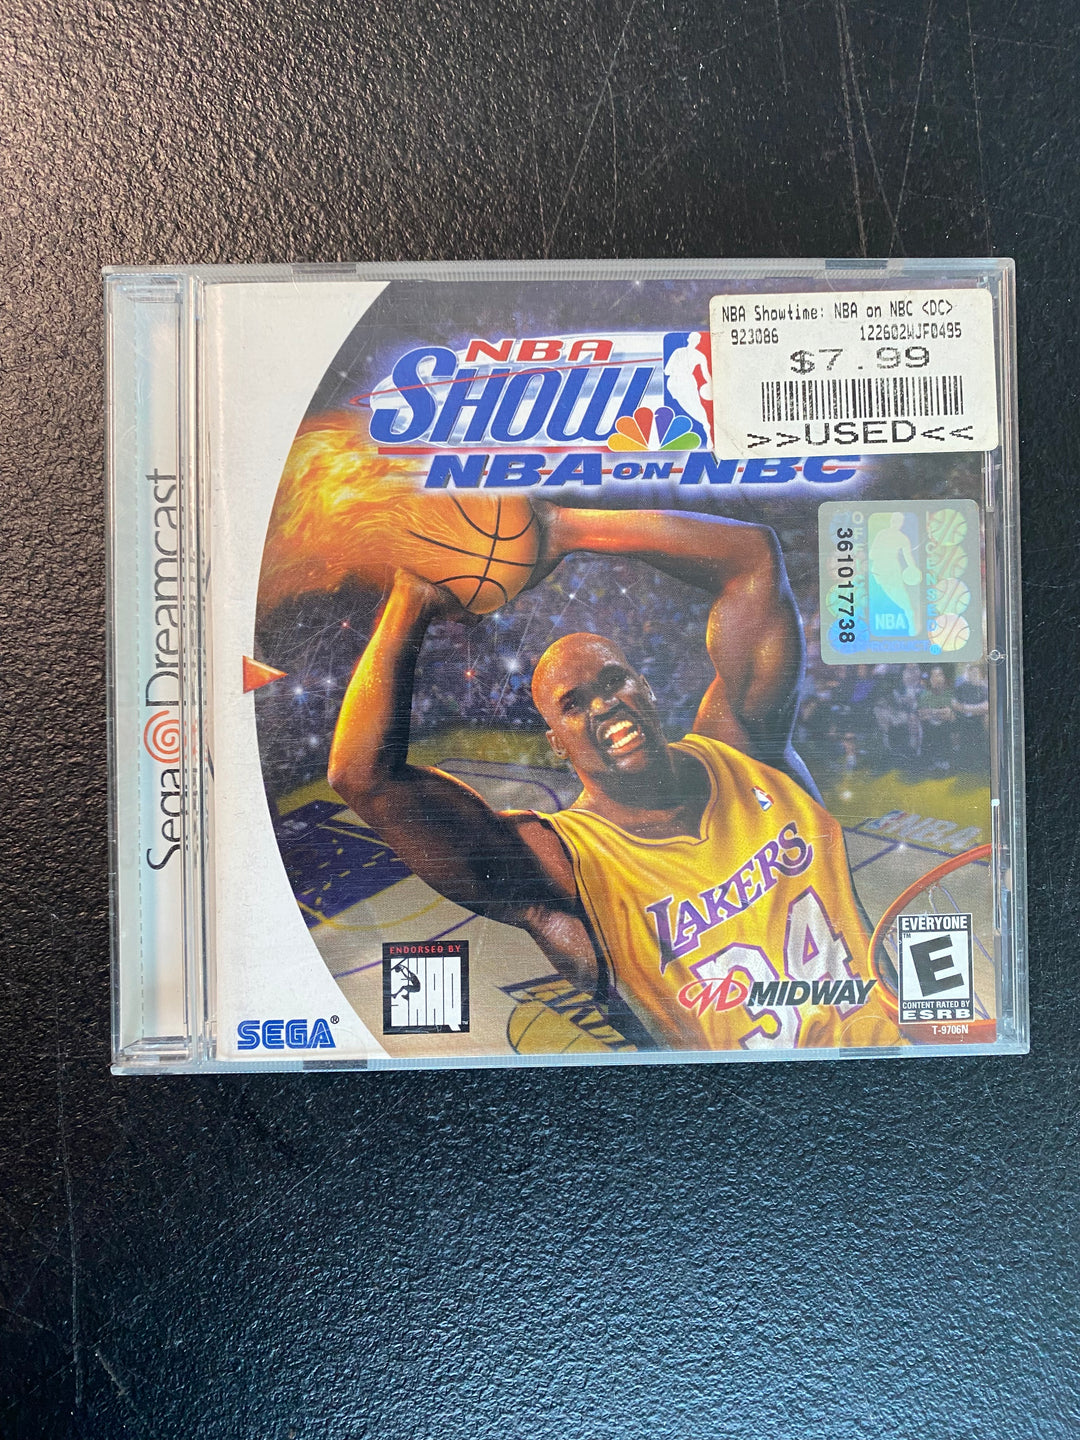 NBA Showtime: NBA on NBC <DC>
923086 122602WJF0495
$7.99
>>USED<<
NBA
SHOW
NBA ON NBC
361017738
NBA
Sega Dreamcast
LAKERS
34
ENDORSED BY
SHAQ
SEGA®
MIDWAY
EVERYONE
E
CONTENT RATED BY
ESRB
T-9706N